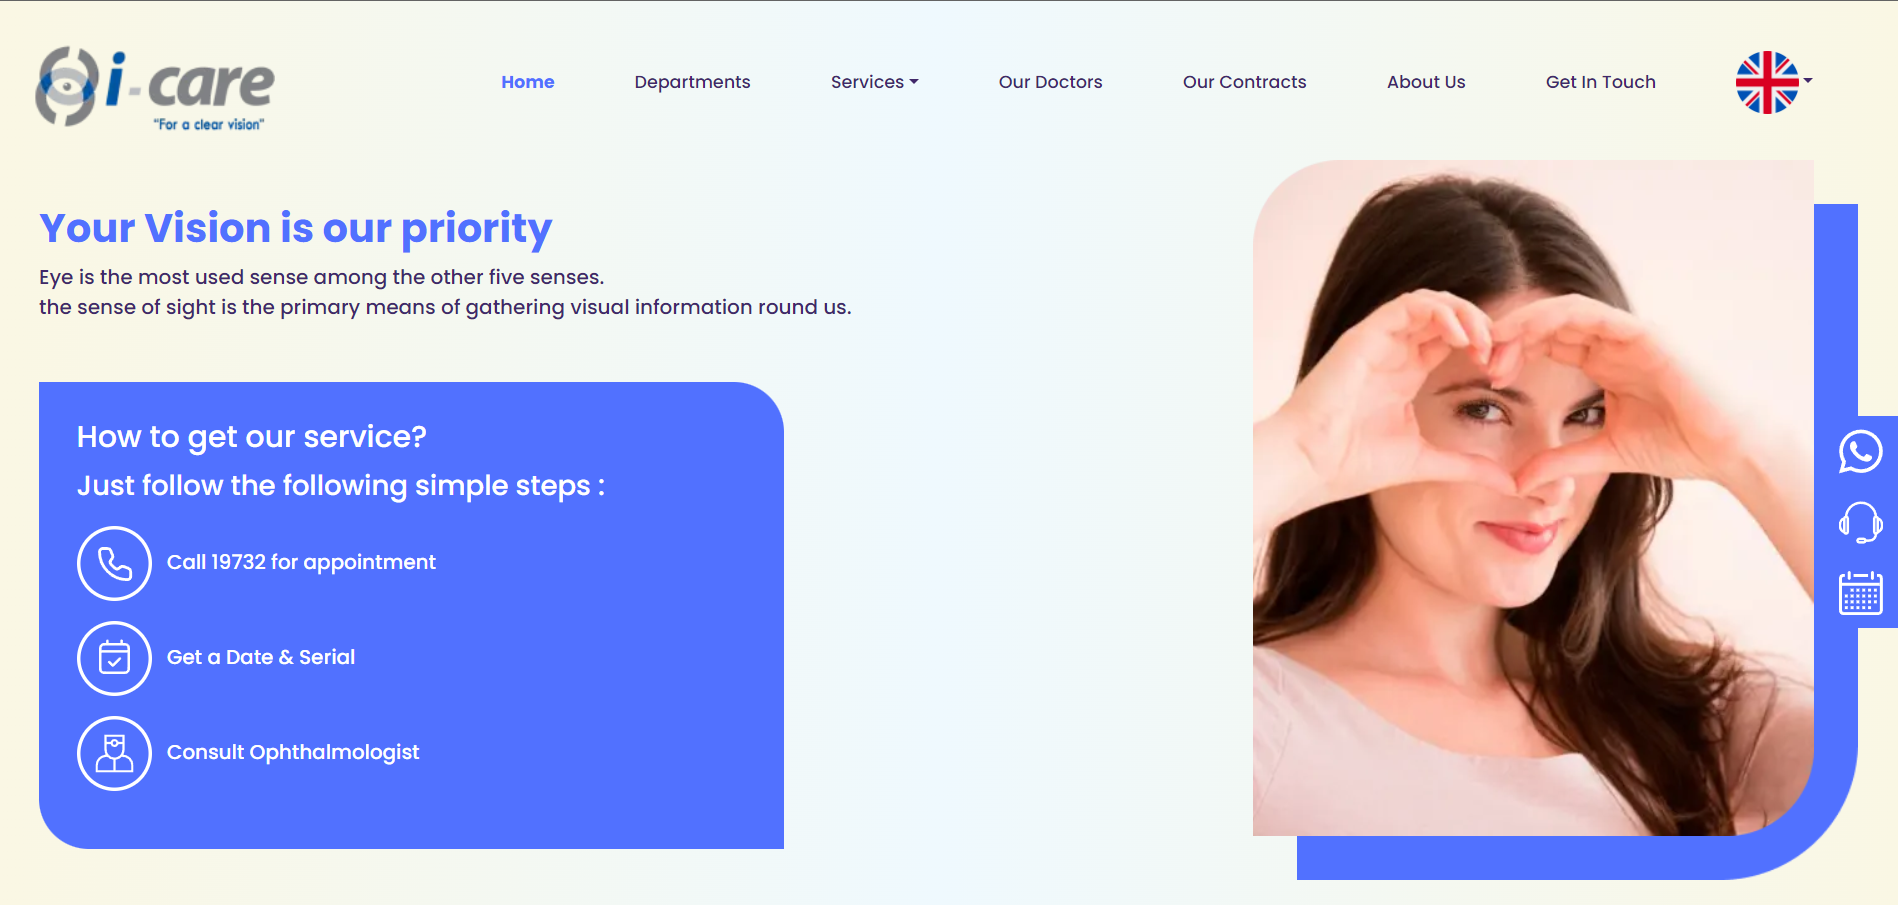 i-care
"For a clear vision"
Home
Departments
Services
Our Doctors
Our Contracts
About Us
Get In Touch
Your Vision is our priority
Eye is the most used sense among the other five senses.
the sense of sight is the primary means of gathering visual information round us.
How to get our service?
Just follow the following simple steps :
Call 19732 for appointment
Get a Date & Serial
Consult Ophthalmologist